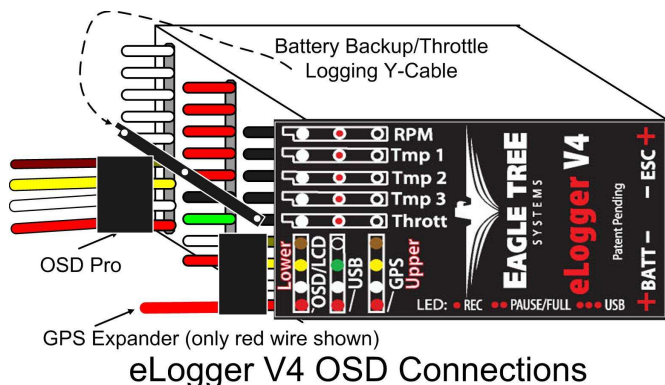 Battery Backup/Throttle
Logging Y-Cable
RPM
Tmp 1
Tmp 2
Tmp 3
Thrott
Lower
OSD/LCD
USB
GPS
Upper
EAGLE TREE
SYSTEMS
eLogger V4
Patent Pending
+ BATT - - ESC +
LED: REC PAUSE/FULL USB
OSD Pro
GPS Expander (only red wire shown)
eLogger V4 OSD Connections